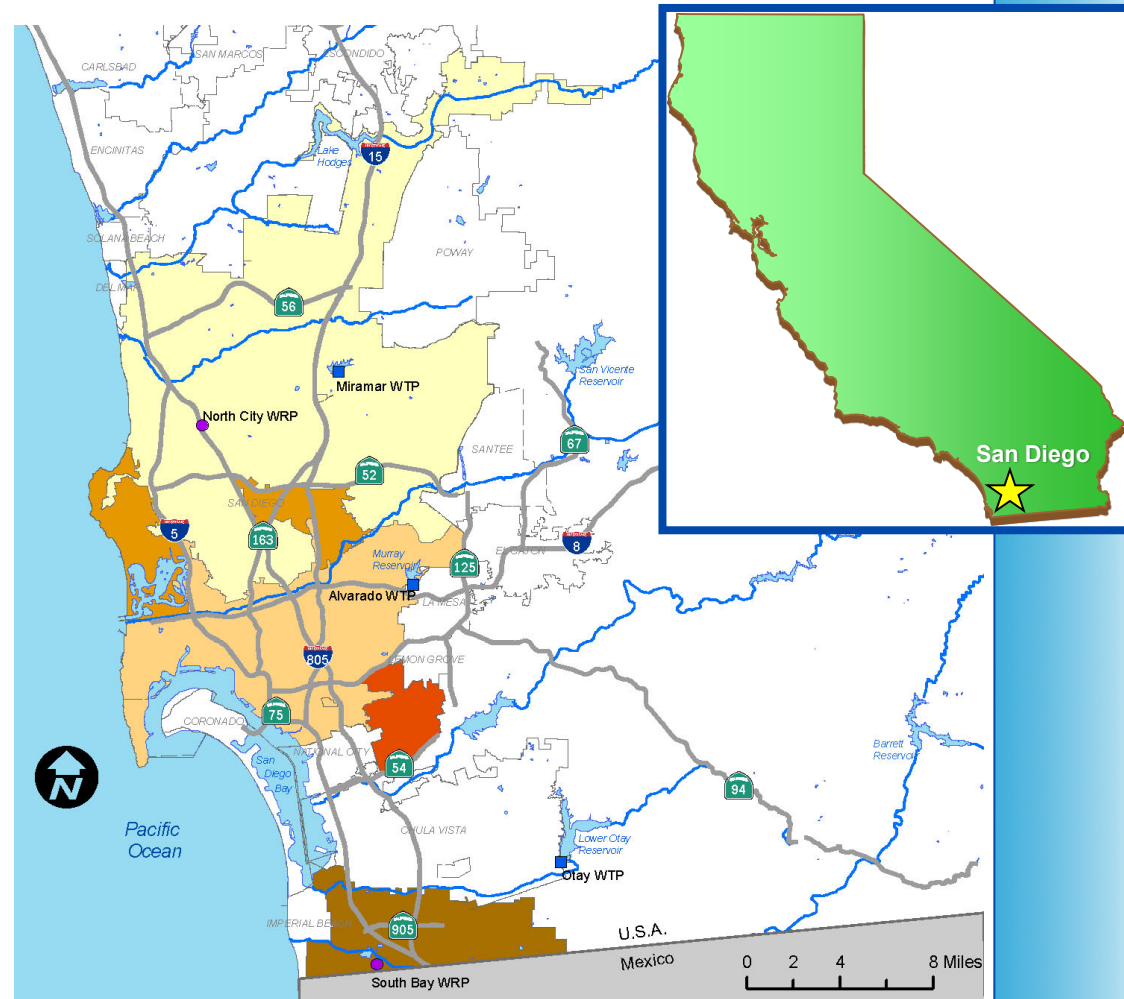 SAN MARCOS
ESCONDIDO
CARLSBAD
ENCINITAS
Lake
Hodges
INTERSTATE
15
SOLANA BEACH
POWAY
DEL MAR
56
San Vicente
Reservoir
Miramar WTP
North City WRP
SANTEE
67
52
San Diego
SAN DIEGO
5
163
8
EL CAJON
Murray
Reservoir
125
Alvarado WTP
LA MESA
805
LEMON GROVE
75
CORONADO
NATIONAL CITY
54
San
Diego
Bay
Barrett
Reservoir
94
N
Pacific
Ocean
CHULA VISTA
Lower Otay
Reservoir
Otay WTP
IMPERIAL BEACH
905
U.S.A.
Mexico
0 2 4 8 Miles
South Bay WRP